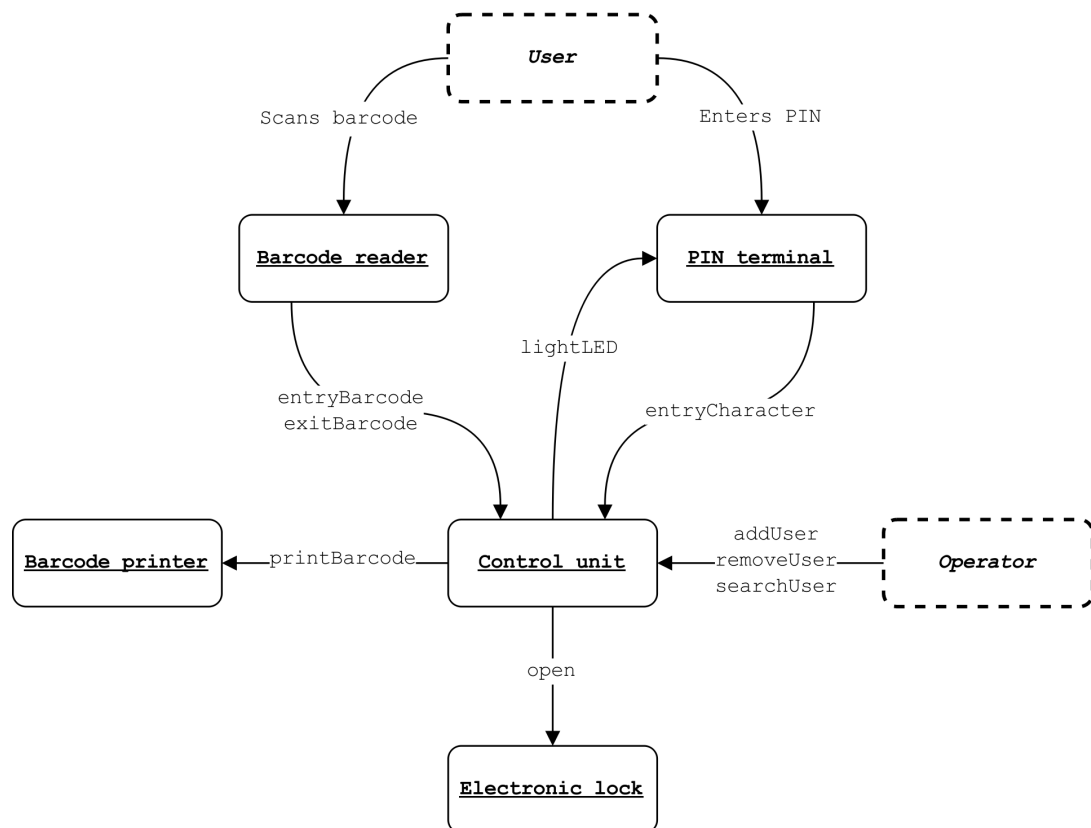 User
Scans barcode
Enters PIN
Barcode reader
PIN terminal
lightLED
entryBarcode
exitBarcode
entryCharacter
Barcode printer
printBarcode
Control unit
addUser
removeUser
searchUser
Operator
open
Electronic lock